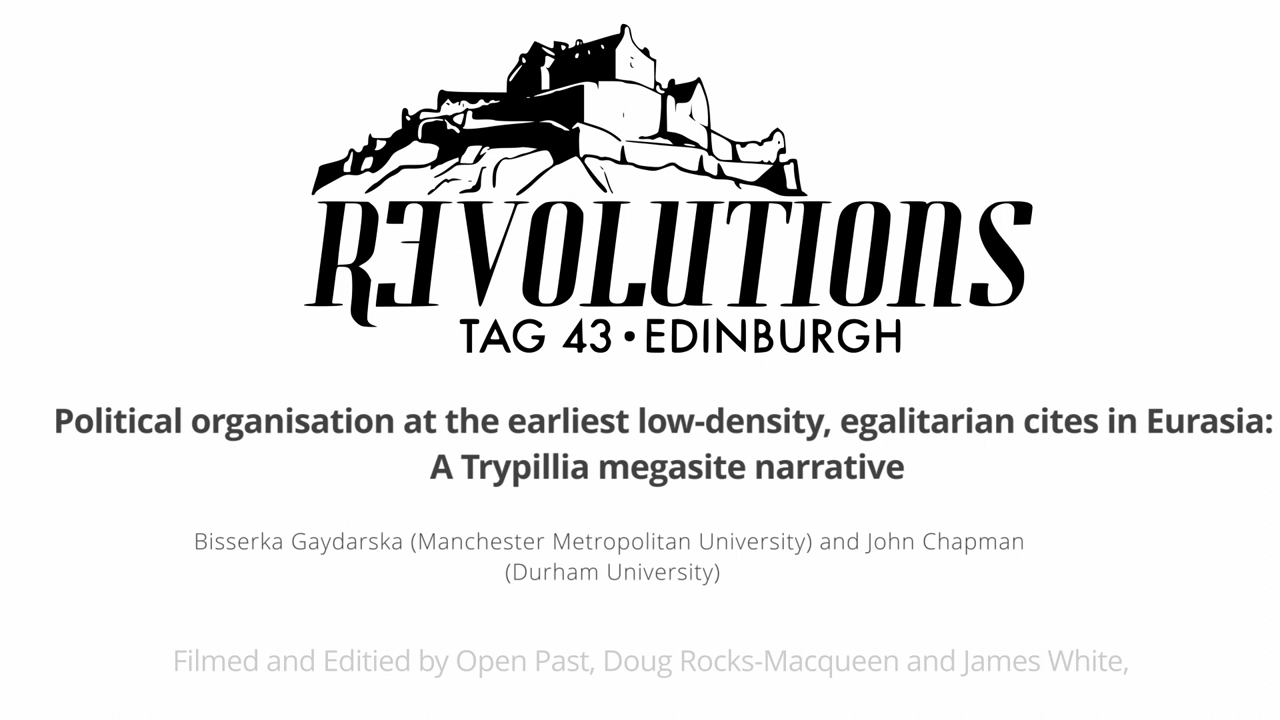 REVOLUTIONS
TAG 43 • EDINBURGH
Political organisation at the earliest low-density, egalitarian cites in Eurasia:
A Trypillia megasite narrative
Bisserka Gaydarska (Manchester Metropolitan University) and John Chapman
(Durham University)
Filmed and Editied by Open Past, Doug Rocks-Macqueen and James White,